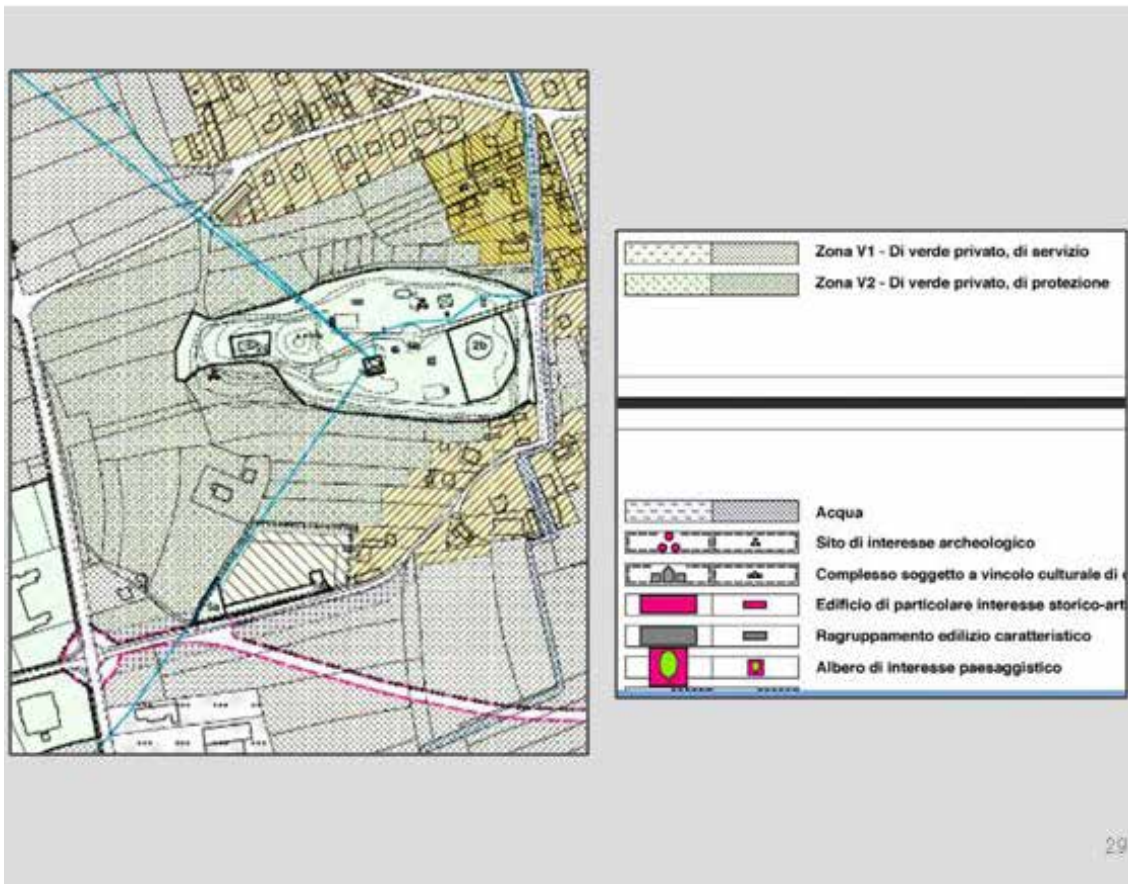 2b
Zona V1 - Di verde privato, di servizio
Zona V2 - Di verde privato, di protezione
Acqua
Sito di interesse archeologico
Complesso soggetto a vincolo culturale di
Edificio di particolare interesse storico-art
Ragruppamento edilizio caratteristico
Albero di interesse paesaggistico
29